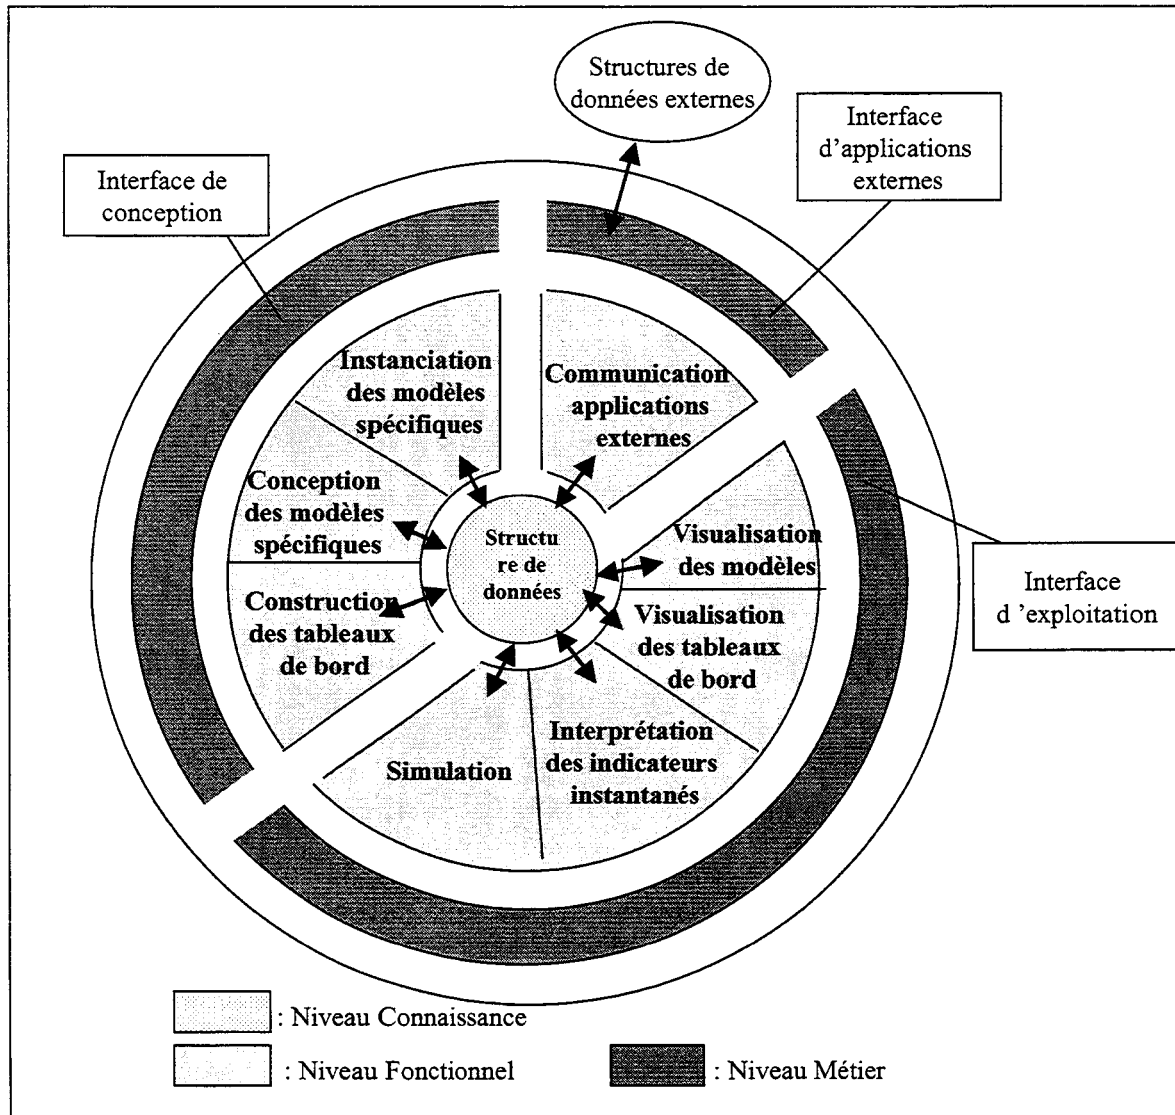 Structures de
données externes
Interface
d'applications
externes
Interface de
conception
Instanciation
des modèles
spécifiques
Communication
applications
externes
Conception
des modèles
spécifiques
Structu
re de
données
Visualisation
des modèles
Interface
d 'exploitation
Construction
des tableaux
de bord
Visualisation
des tableaux
de bord
Simulation
Interprétation
des indicateurs
instantanés
: Niveau Connaissance
: Niveau Fonctionnel
: Niveau Métier